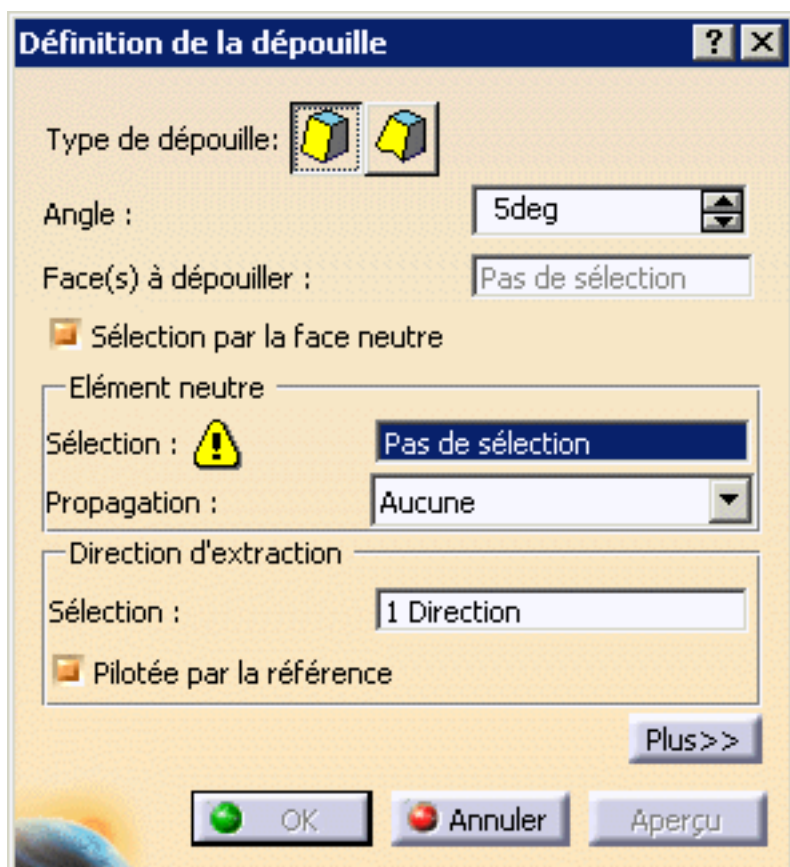 Définition de la dépouille
Type de dépouille:
Angle : 5deg
Face(s) à dépouiller : Pas de sélection
Sélection par la face neutre
Elément neutre
Sélection : Pas de sélection
Propagation : Aucune
Direction d'extraction
Sélection : 1 Direction
Pilotée par la référence
Plus>>
OK Annuler Aperçu